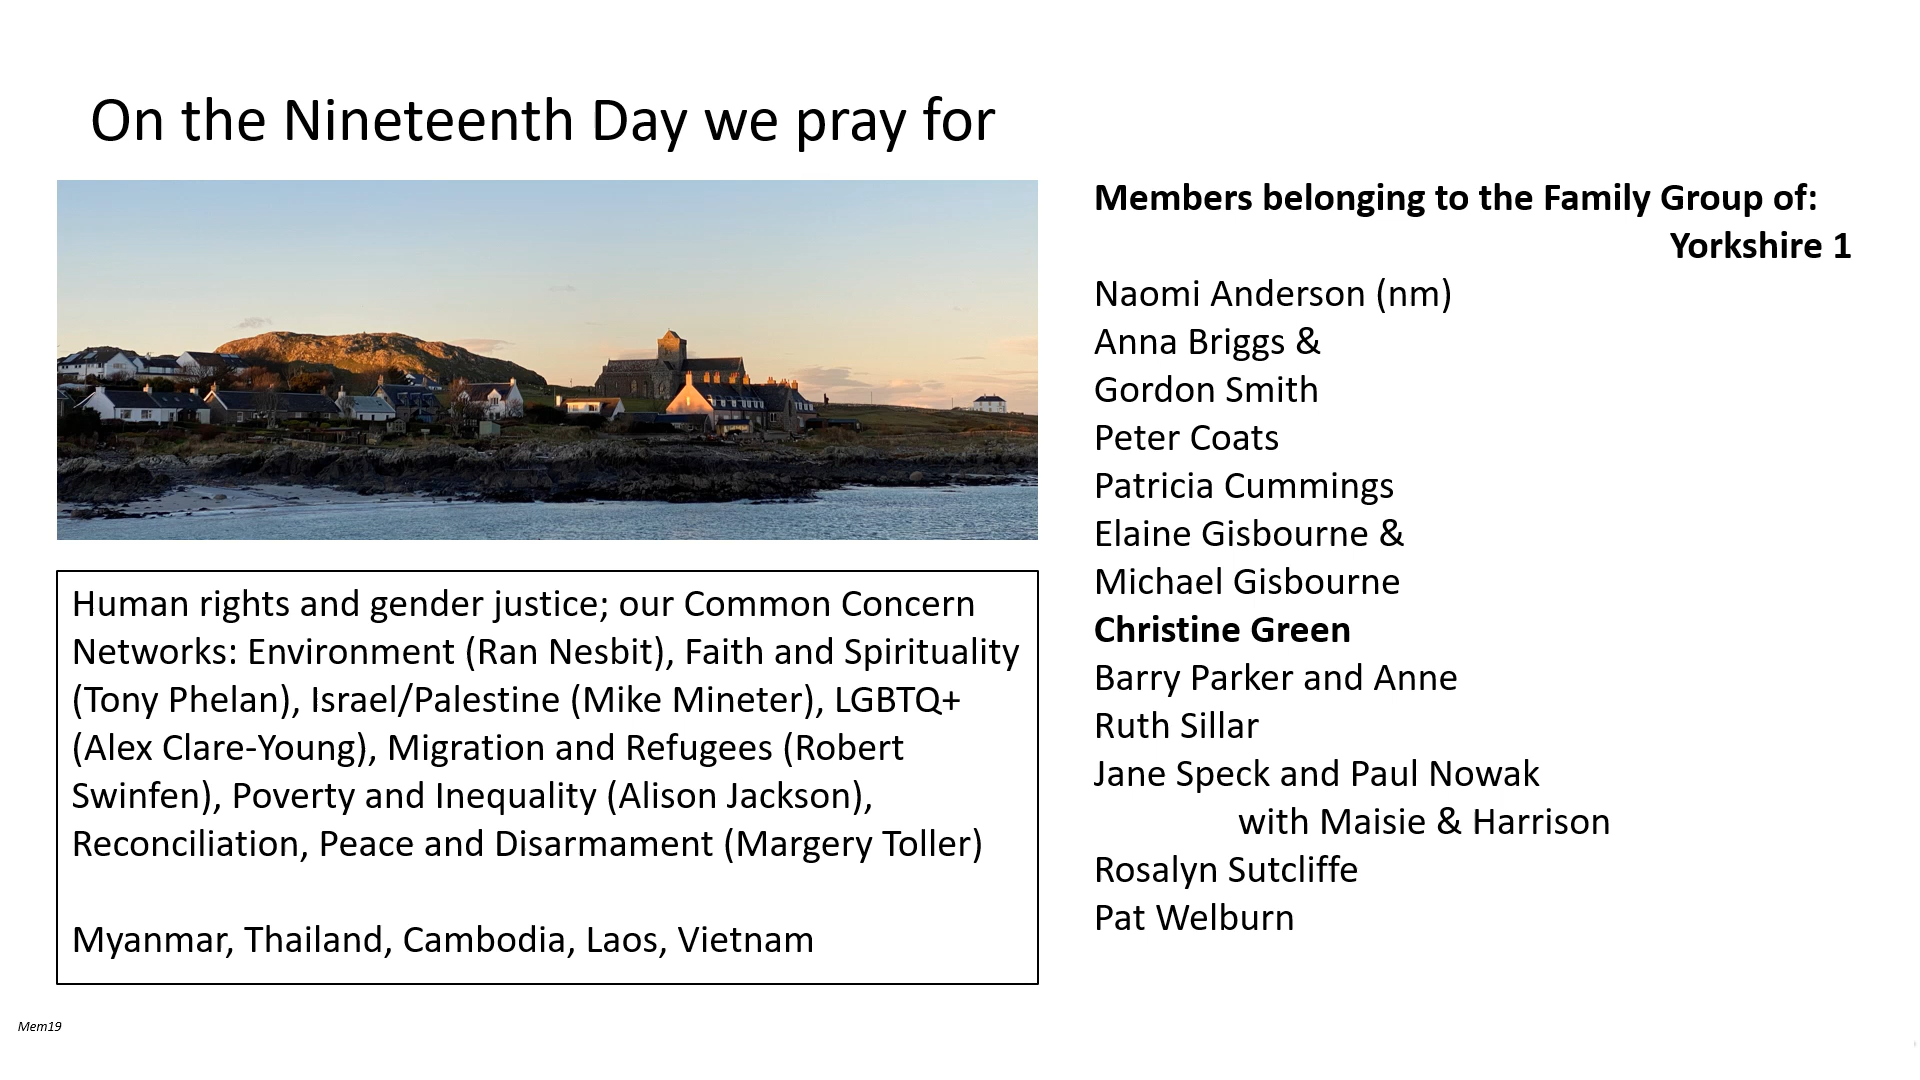 On the Nineteenth Day we pray for
Human rights and gender justice; our Common Concern
Networks: Environment (Ran Nesbit), Faith and Spirituality
(Tony Phelan), Israel/Palestine (Mike Mineter), LGBTQ+
(Alex Clare-Young), Migration and Refugees (Robert
Swinfen), Poverty and Inequality (Alison Jackson),
Reconciliation, Peace and Disarmament (Margery Toller)
Myanmar, Thailand, Cambodia, Laos, Vietnam
Members belonging to the Family Group of:
Yorkshire 1
Naomi Anderson (nm)
Anna Briggs &
Gordon Smith
Peter Coats
Patricia Cummings
Elaine Gisbourne &
Michael Gisbourne
Christine Green
Barry Parker and Anne
Ruth Sillar
Jane Speck and Paul Nowak
with Maisie & Harrison
Rosalyn Sutcliffe
Pat Welburn
Mem19